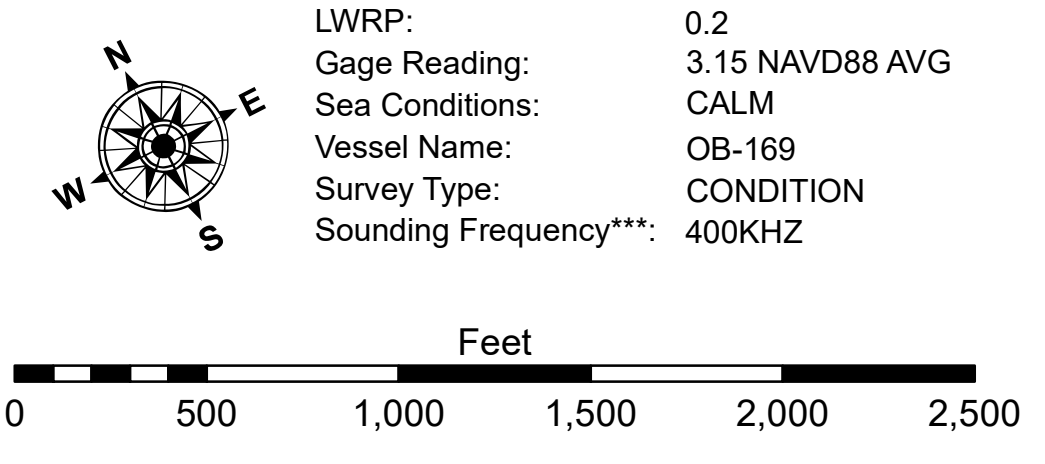 N
E
W
S
LWRP: 0.2
Gage Reading: 3.15 NAVD88 AVG
Sea Conditions: CALM
Vessel Name: OB-169
Survey Type: CONDITION
Sounding Frequency***: 400KHZ
Feet
0 500 1,000 1,500 2,000 2,500